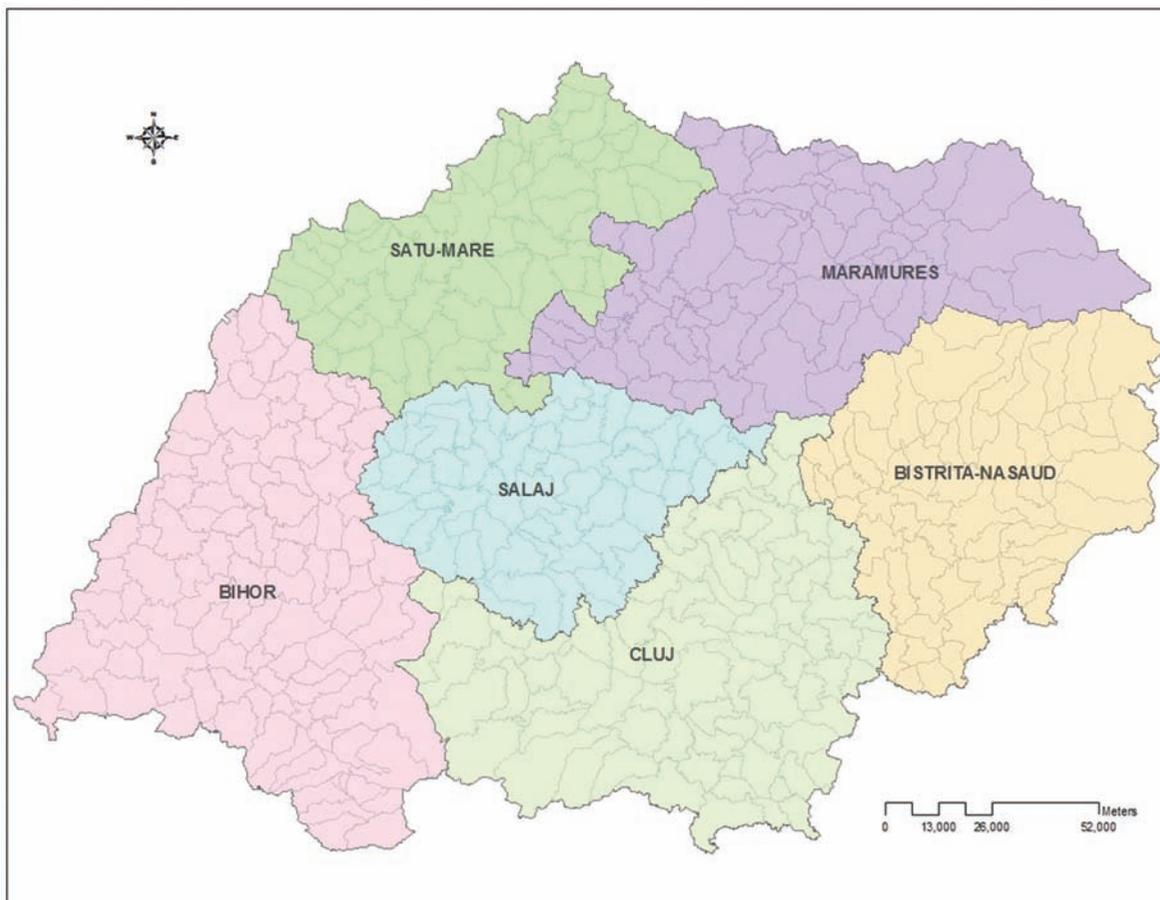 N
W E
S
SATU-MARE
MARAMURES
BISTRITA-NASAUD
SALAJ
BIHOR
CLUJ
Meters
0 13,000 26,000 52,000